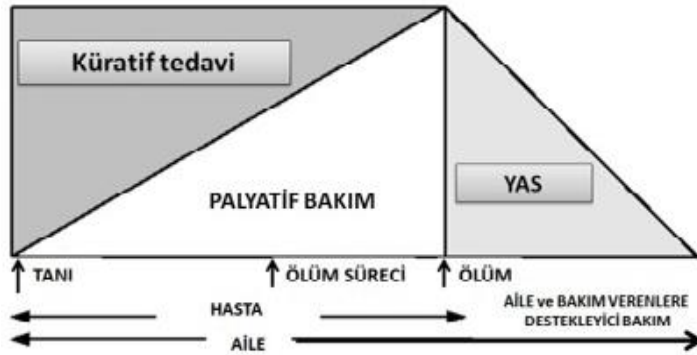 Küratif tedavi
PALYATİF BAKIM
YAS
TANI
ÖLÜM SÜRECİ
ÖLÜM
HASTA
AİLE ve BAKIM VERENLERE
DESTEKLEYİCİ BAKIM
AİLE